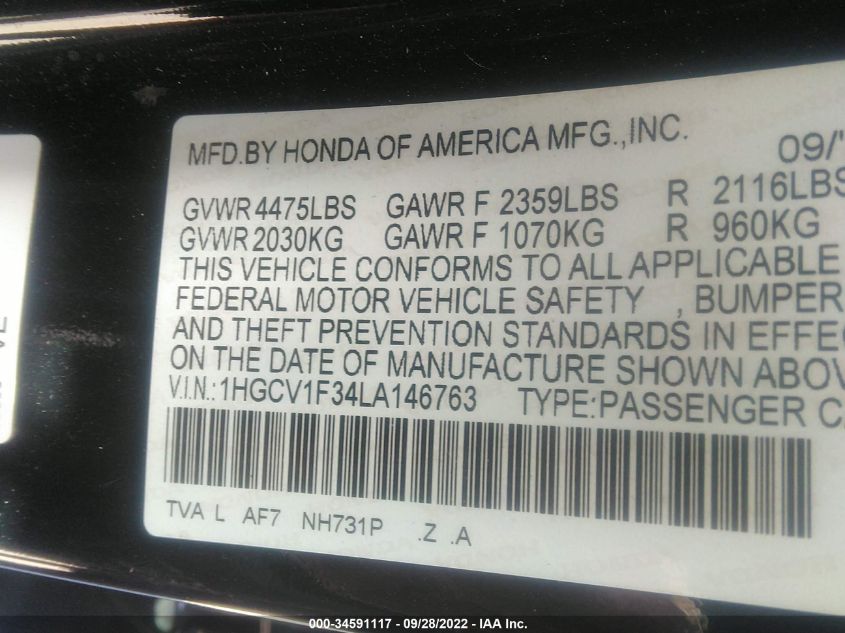 MFD.BY HONDA OF AMERICA MFG.,INC. 09/
GVWR 4475LBS GAWR F 2359LBS R 2116LBS
GVWR 2030KG GAWR F 1070KG R 960KG
THIS VEHICLE CONFORMS TO ALL APPLICABLE
FEDERAL MOTOR VEHICLE SAFETY , BUMPER
AND THEFT PREVENTION STANDARDS IN EFFEC
ON THE DATE OF MANUFACTURE SHOWN ABOV
V.I.N.:1HGCV1F34LA146763 TYPE:PASSENGER C
TVA L AF7 NH731P .Z .A
000-34591117 - 09/28/2022 - IAA Inc.